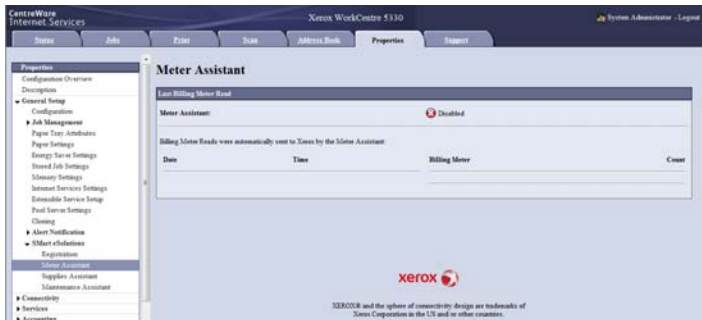 CentreWare
Internet Services
Xerox WorkCentre 5330
System Administrator - Logout
Status
Jobs
Print
Scan
Address Book
Properties
Support
Properties
Configuration Overview
Description
General Setup
Configuration
Job Management
Paper Tray Attributes
Paper Settings
Energy Saver Settings
Stored Job Settings
Memory Settings
Internet Services Settings
Extensible Service Setup
Pool Server Settings
Cloning
Alert Notification
SMart eSolutions
Registration
Meter Assistant
Supplies Assistant
Maintenance Assistant
Connectivity
Services
Accounting
Meter Assistant
Last Billing Meter Read
Meter Assistant:
Disabled
Billing Meter Reads were automatically sent to Xerox by the Meter Assistant:
Date
Time
Billing Meter
Count
xerox
XEROX® and the sphere of connectivity design are trademarks of
Xerox Corporation in the US and/or other countries.